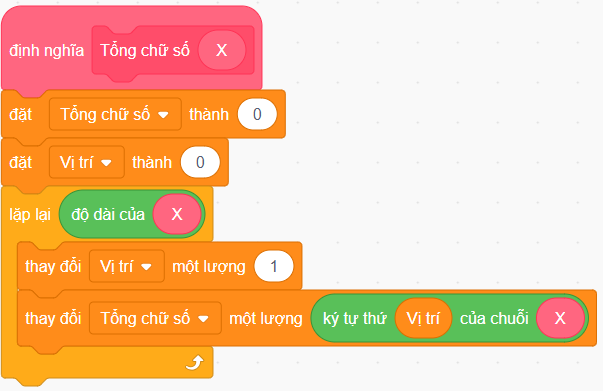 định nghĩa Tổng chữ số X
đặt Tổng chữ số thành 0
đặt Vị trí thành 0
lặp lại độ dài của X
thay đổi Vị trí một lượng 1
thay đổi Tổng chữ số một lượng ký tự thứ Vị trí của chuỗi X